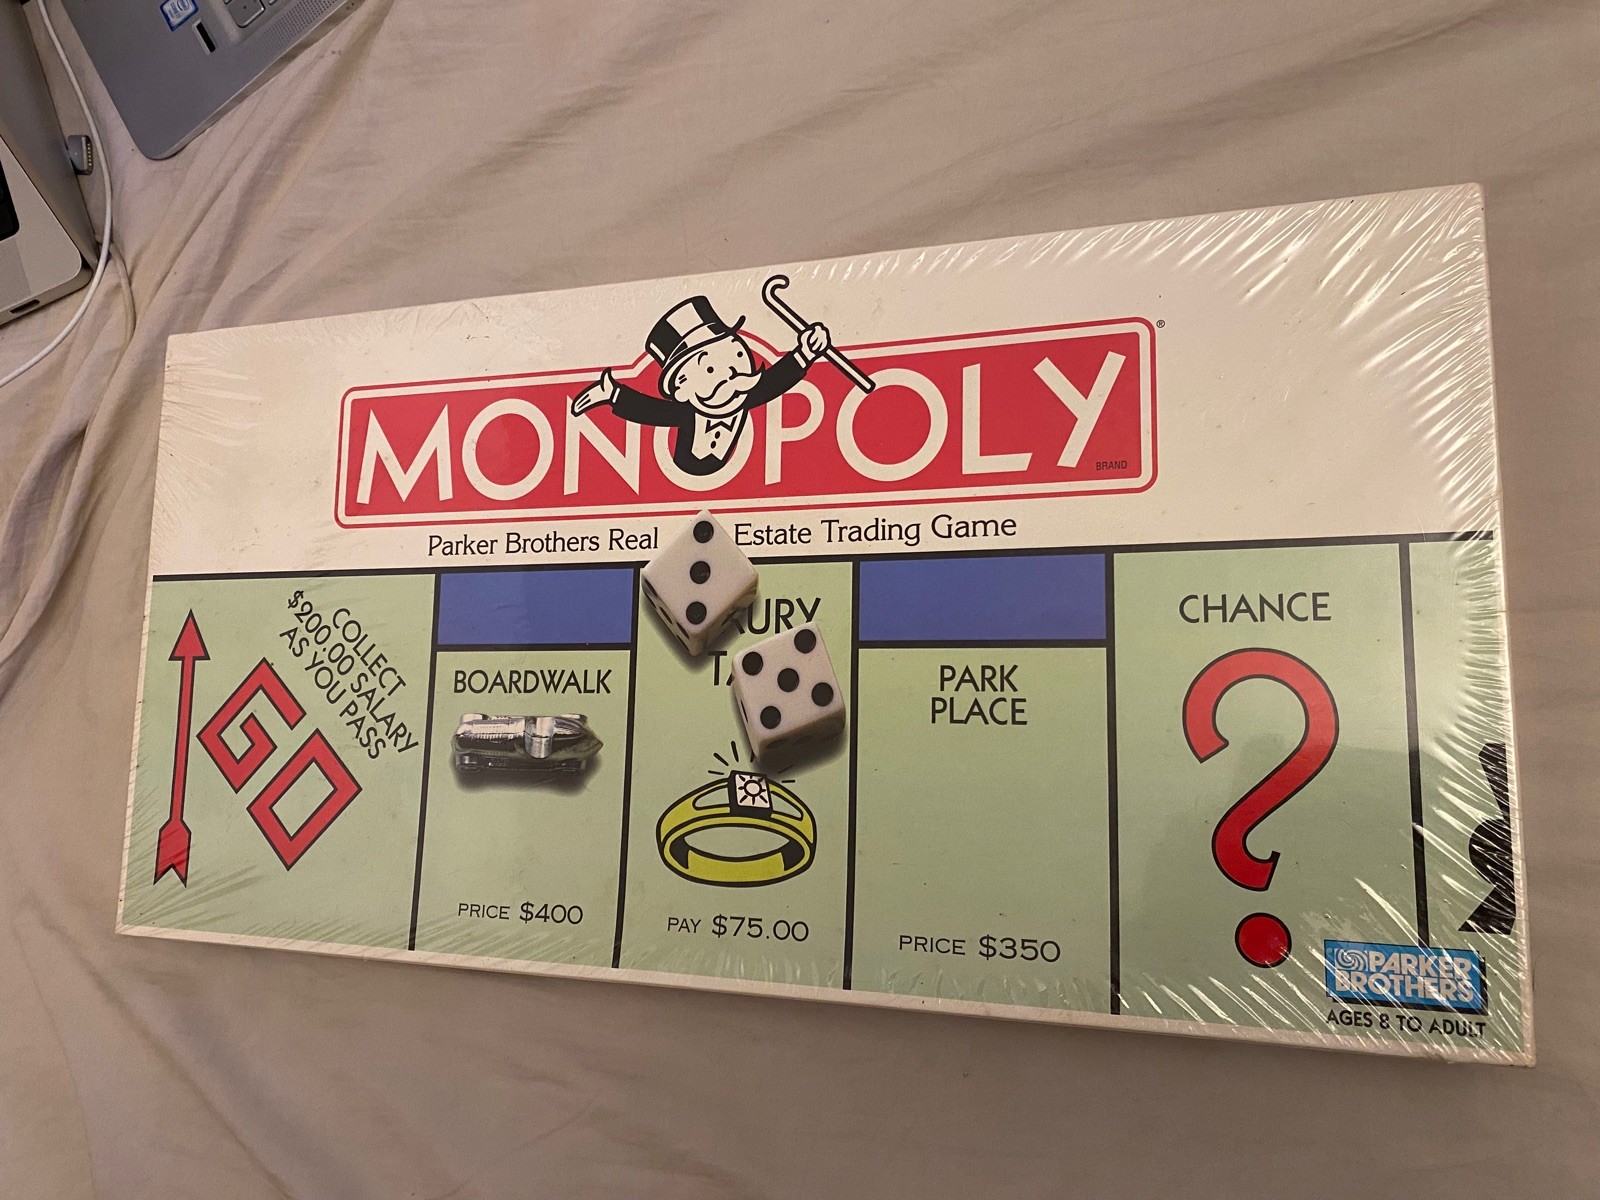 MONOPOLY
®
BRAND
Parker Brothers Real Estate Trading Game
COLLECT
$200.00 SALARY
AS YOU PASS
GO
BOARDWALK
PRICE $400
PAY $75.00
PARK
PLACE
PRICE $350
CHANCE
PARKER
BROTHERS
AGES 8 TO ADULT